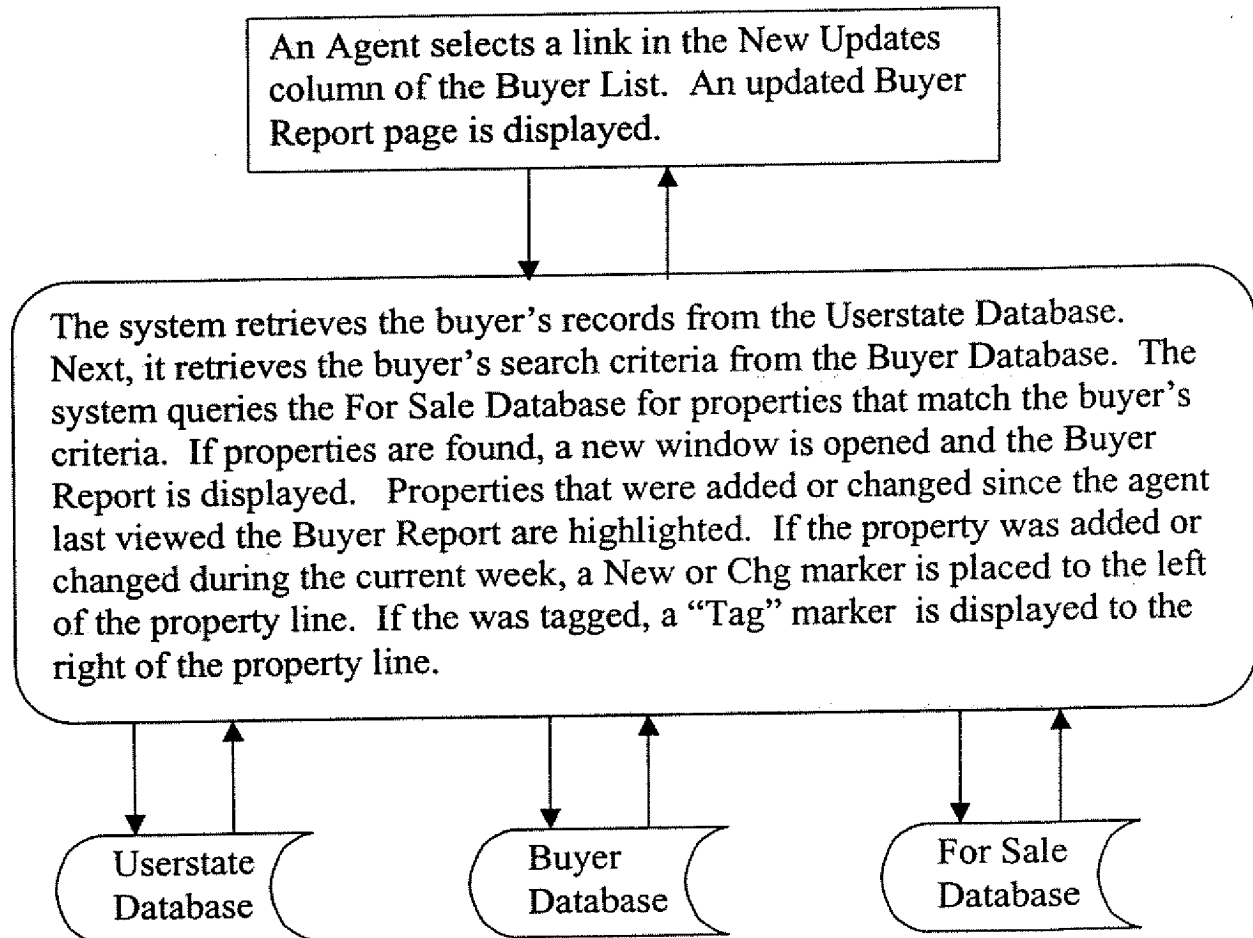 An Agent selects a link in the New Updates
column of the Buyer List.  An updated Buyer
Report page is displayed.
The system retrieves the buyer's records from the Userstate Database.
Next, it retrieves the buyer's search criteria from the Buyer Database.  The
system queries the For Sale Database for properties that match the buyer's
criteria.  If properties are found, a new window is opened and the Buyer
Report is displayed.   Properties that were added or changed since the agent
last viewed the Buyer Report are highlighted.  If the property was added or
changed during the current week, a New or Chg marker is placed to the left
of the property line.  If the was tagged, a “Tag” marker  is displayed to the
right of the property line.
Userstate
Database
Buyer
Database
For Sale
Database